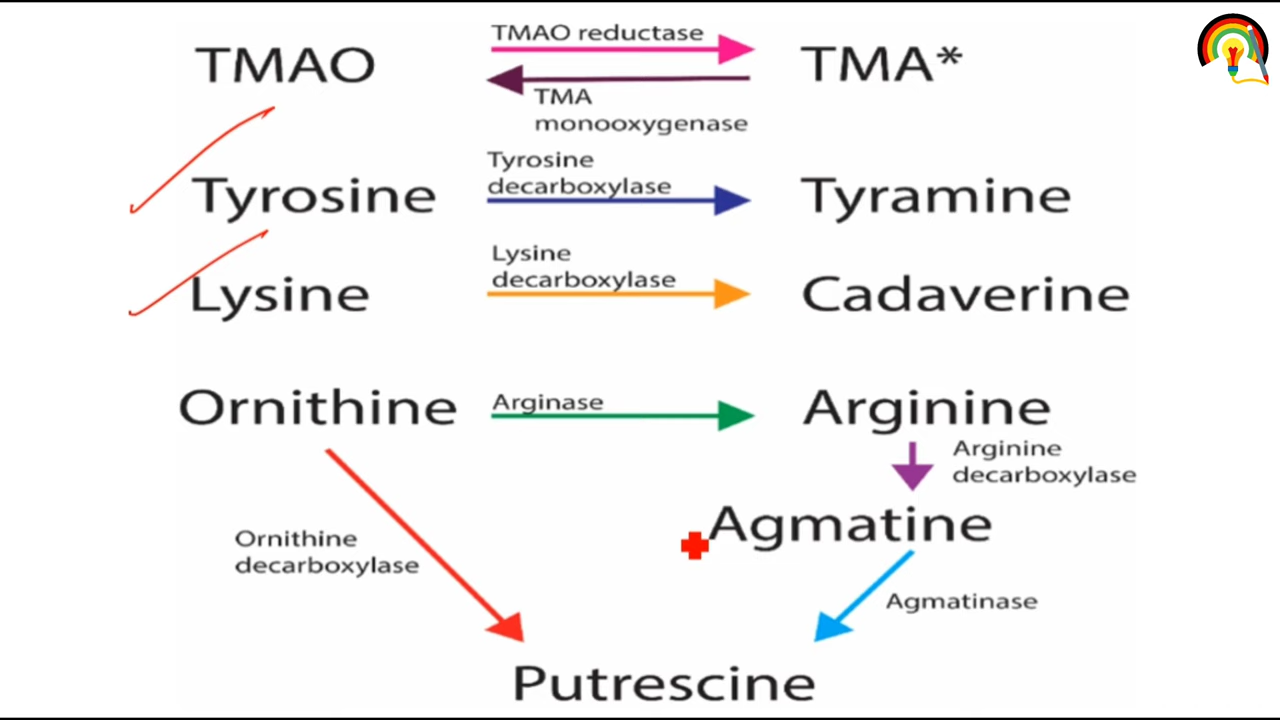 TMAO
TMAO reductase
TMA*
TMA
monooxygenase
Tyrosine
Tyrosine
decarboxylase
Tyramine
Lysine
Lysine
decarboxylase
Cadaverine
Ornithine
Arginase
Arginine
Arginine
decarboxylase
Agmatine
Ornithine
decarboxylase
Agmatinase
Putrescine